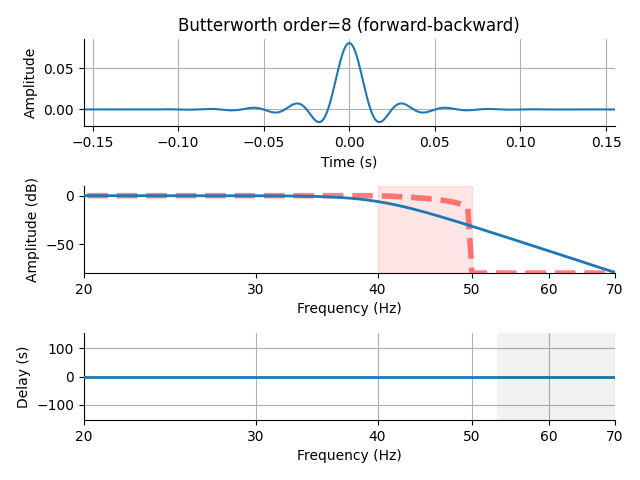 Butterworth order=8 (forward-backward)
Amplitude
0.05
0.00
−0.15 −0.10 −0.05 0.00 0.05 0.10 0.15
Time (s)
Amplitude (dB)
0
−50
20 30 40 50 60 70
Frequency (Hz)
Delay (s)
100
0
−100
20 30 40 50 60 70
Frequency (Hz)